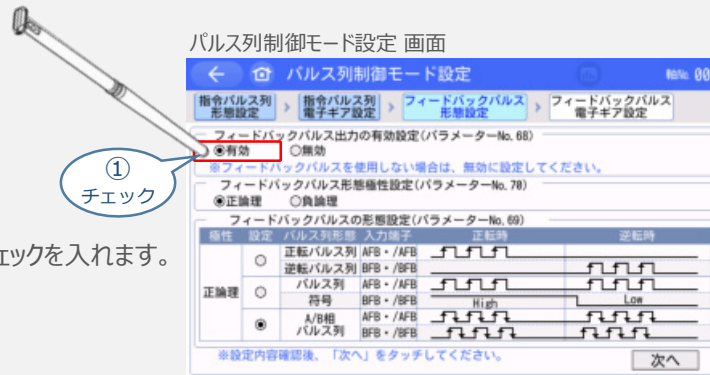 パルス列制御モード設定 画面
パルス列制御モード設定
軸No. 00
指令パルス列
形態設定
指令パルス列
電子ギア設定
フィードバックパルス
形態設定
フィードバックパルス
電子ギア設定
フィードバックパルス出力の有効設定(パラメーターNo.68)
有効 無効
※フィードバックパルスを使用しない場合は、無効に設定してください。
①
チェック
フィードバックパルス形態極性設定(パラメーターNo.70)
正論理 負論理
フィードバックパルスの形態設定(パラメーターNo.69)
極性 設定 パルス列形態 入力端子 正転時 逆転時
正転パルス列 AFB・/AFB
逆転パルス列 BFB・/BFB
正論理
パルス列 AFB・/AFB
符号 BFB・/BFB High Low
A/B相
パルス列
AFB・/AFB
BFB・/BFB
ェックを入れます。
※設定内容確認後、「次へ」をタッチしてください。
次へ